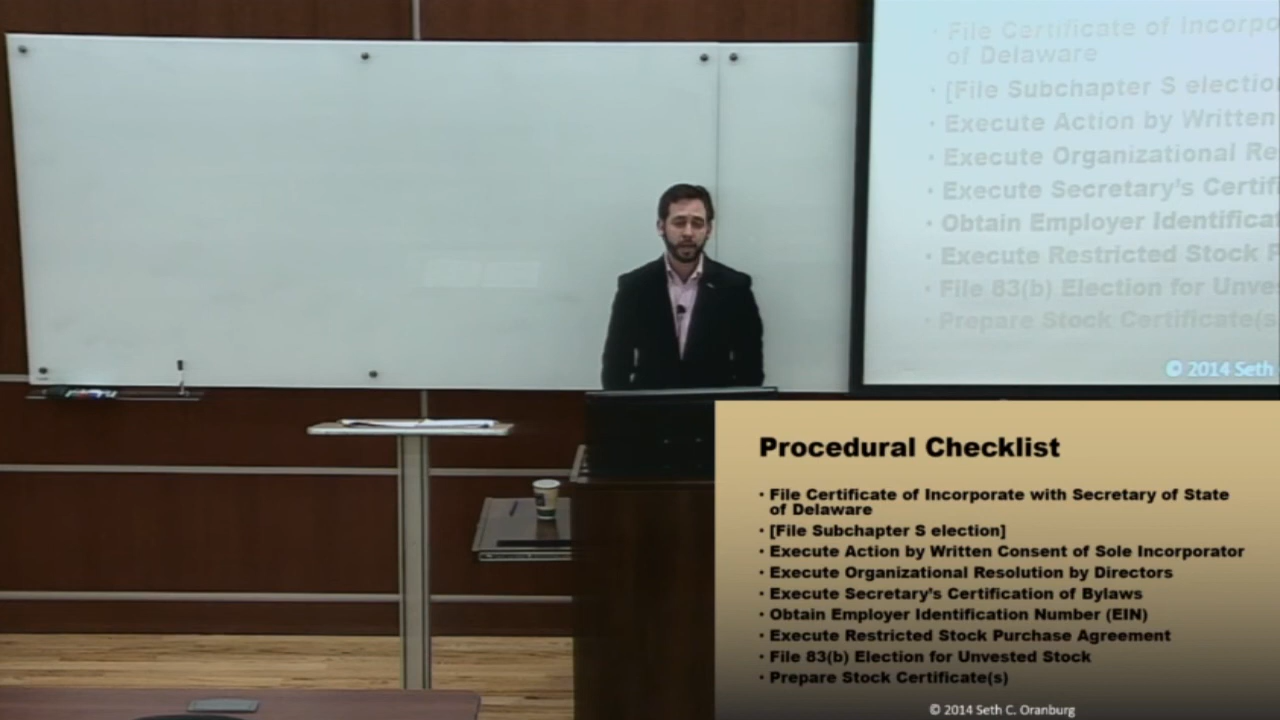 • File Certificate of Incorpo
of Delaware
• [File Subchapter S electio
• Execute Action by Written
• Execute Organizational Re
• Execute Secretary's Certif
• Obtain Employer Identifica
• Execute Restricted Stock P
• File 83(b) Election for Unves
• Prepare Stock Certificate(s
© 2014 Seth
Procedural Checklist
• File Certificate of Incorporate with Secretary of State
of Delaware
• [File Subchapter S election]
• Execute Action by Written Consent of Sole Incorporator
• Execute Organizational Resolution by Directors
• Execute Secretary's Certification of Bylaws
• Obtain Employer Identification Number (EIN)
• Execute Restricted Stock Purchase Agreement
• File 83(b) Election for Unvested Stock
• Prepare Stock Certificate(s)
© 2014 Seth C. Oranburg